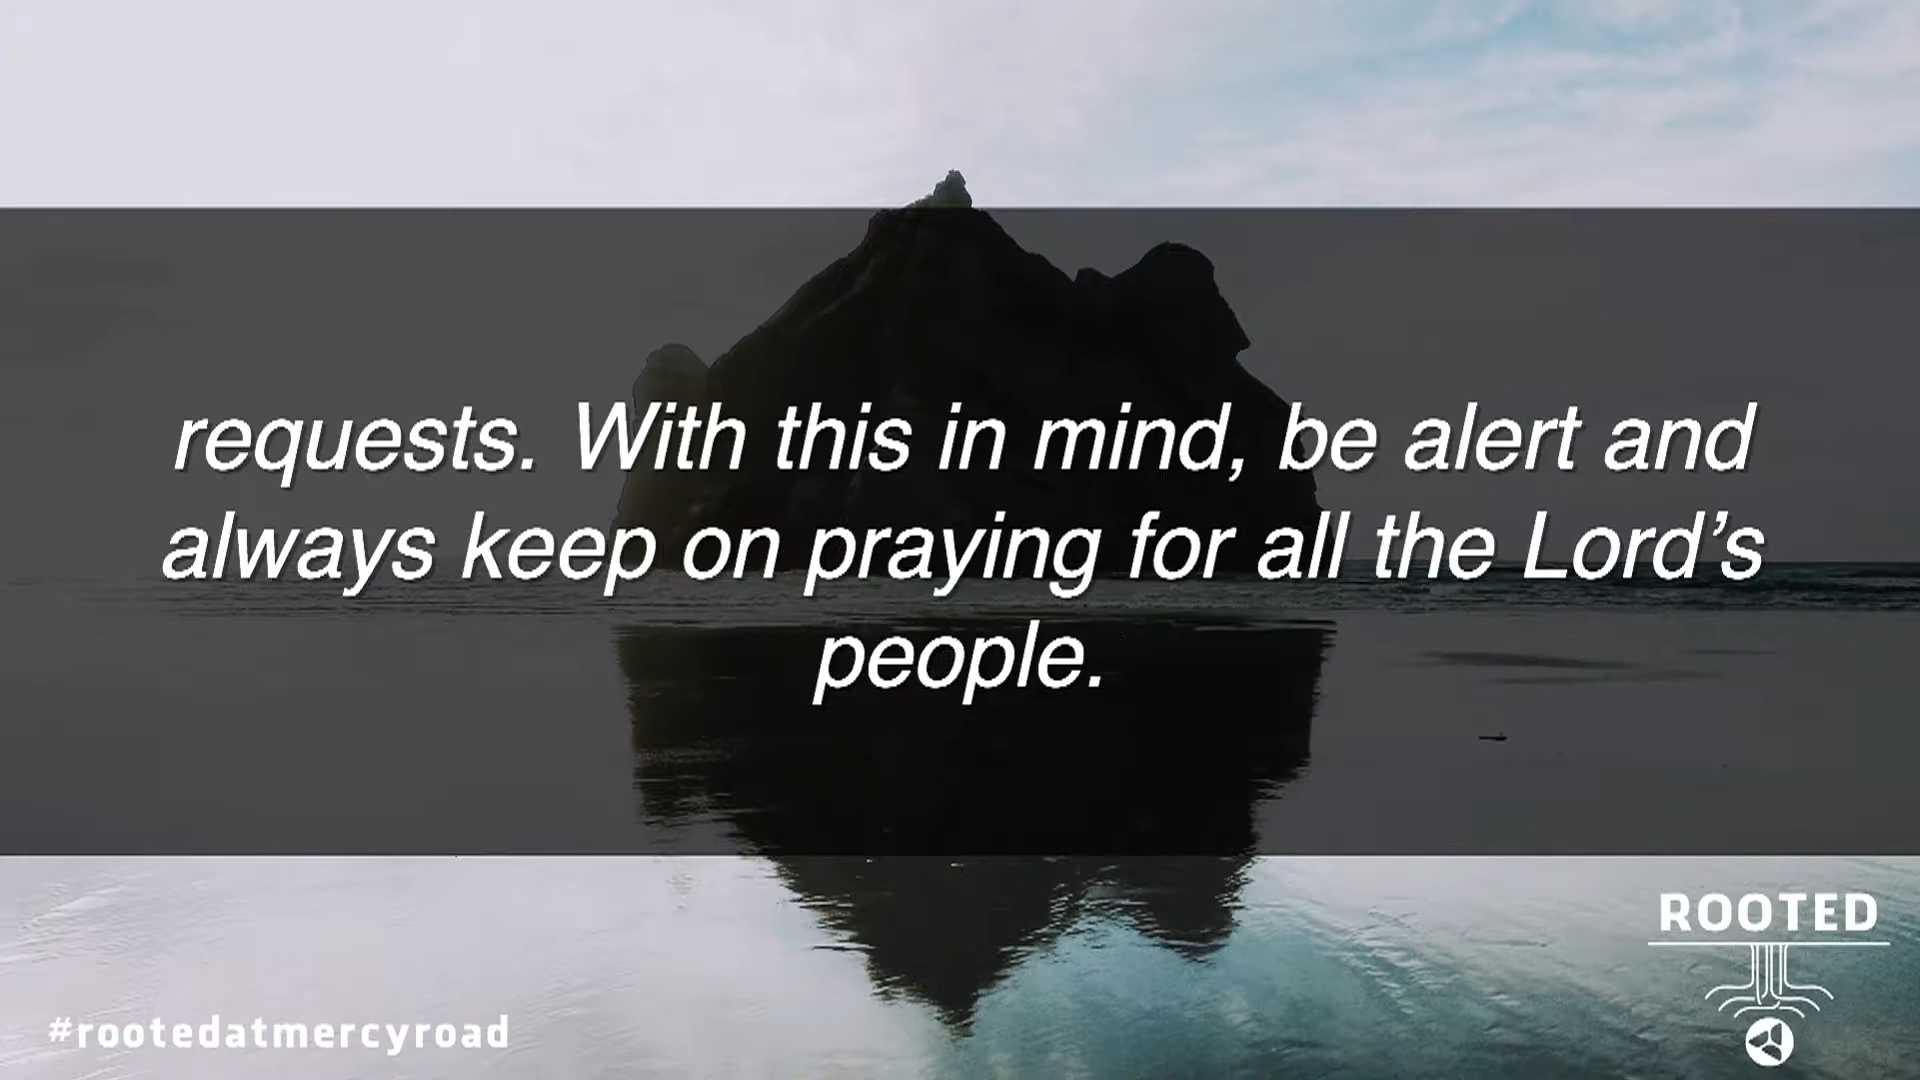 requests. With this in mind, be alert and
always keep on praying for all the Lord’s
people.
ROOTED
#rootedatmercyroad